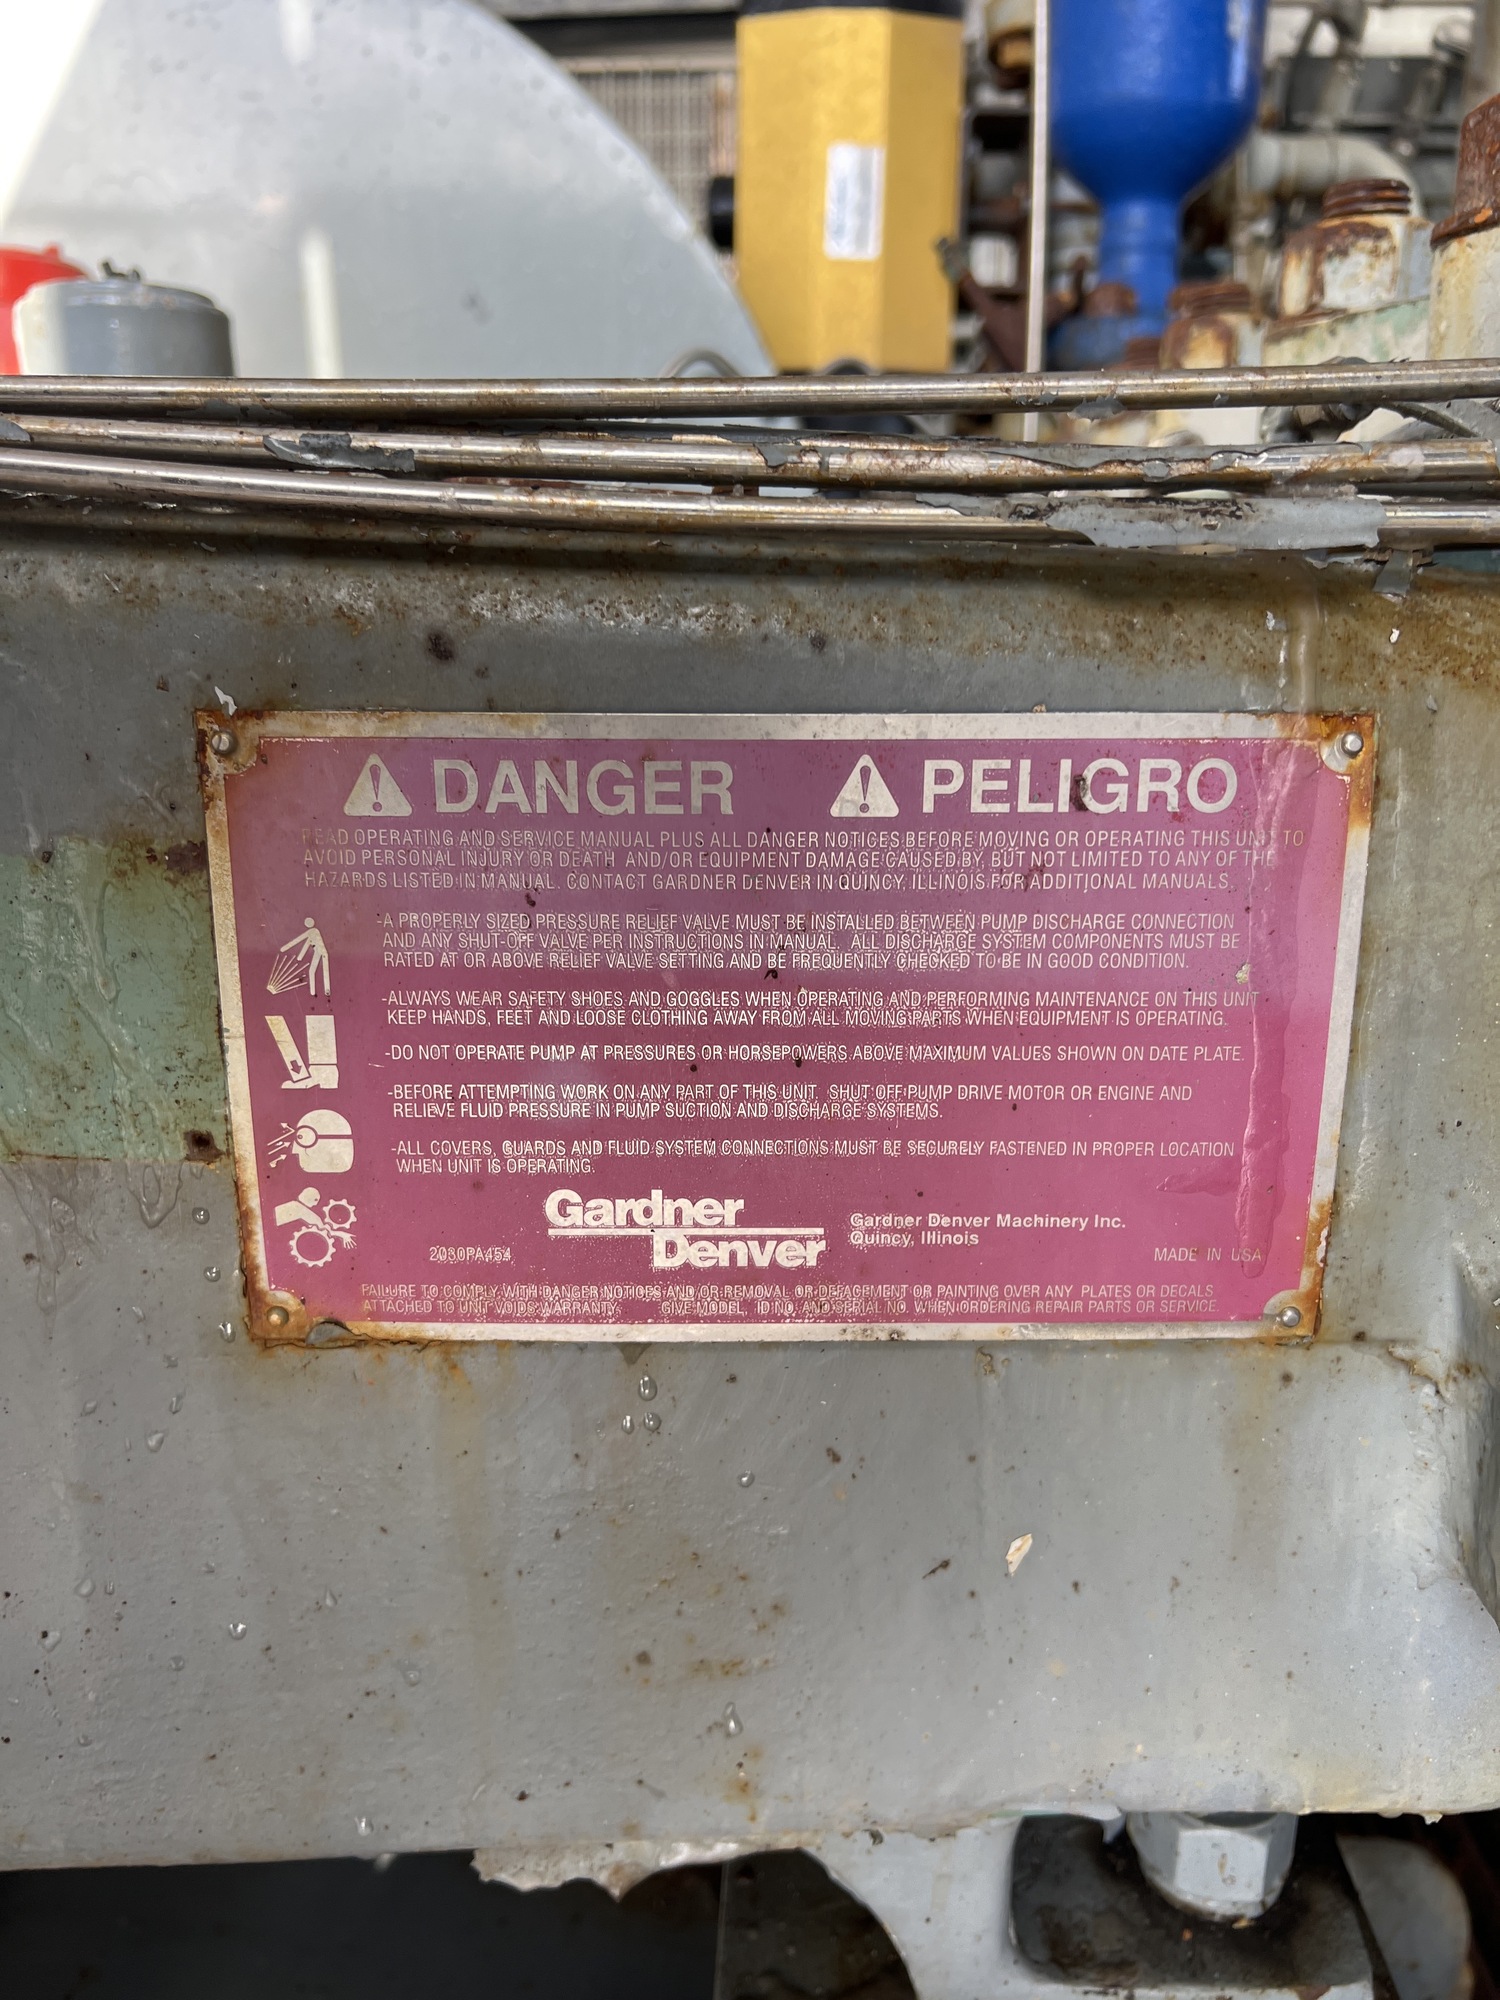 DANGER PELIGRO
READ OPERATING AND SERVICE MANUAL PLUS ALL DANGER NOTICES BEFORE MOVING OR OPERATING THIS UNIT TO
AVOID PERSONAL INJURY OR DEATH AND/OR EQUIPMENT DAMAGE CAUSED BY, BUT NOT LIMITED TO ANY OF THE
HAZARDS LISTED IN MANUAL. CONTACT GARDNER DENVER IN QUINCY, ILLINOIS FOR ADDITIONAL MANUALS.
-A PROPERLY SIZED PRESSURE RELIEF VALVE MUST BE INSTALLED BETWEEN PUMP DISCHARGE CONNECTION
AND ANY SHUT-OFF VALVE PER INSTRUCTIONS IN MANUAL. ALL DISCHARGE SYSTEM COMPONENTS MUST BE
RATED AT OR ABOVE RELIEF VALVE SETTING AND BE FREQUENTLY CHECKED TO BE IN GOOD CONDITION.
-ALWAYS WEAR SAFETY SHOES AND GOGGLES WHEN OPERATING AND PERFORMING MAINTENANCE ON THIS UNIT
KEEP HANDS, FEET AND LOOSE CLOTHING AWAY FROM ALL MOVING PARTS WHEN EQUIPMENT IS OPERATING.
-DO NOT OPERATE PUMP AT PRESSURES OR HORSEPOWERS ABOVE MAXIMUM VALUES SHOWN ON DATE PLATE.
-BEFORE ATTEMPTING WORK ON ANY PART OF THIS UNIT. SHUT OFF PUMP DRIVE MOTOR OR ENGINE AND
RELIEVE FLUID PRESSURE IN PUMP SUCTION AND DISCHARGE SYSTEMS.
-ALL COVERS, GUARDS AND FLUID SYSTEM CONNECTIONS MUST BE SECURELY FASTENED IN PROPER LOCATION
WHEN UNIT IS OPERATING.
Gardner
Denver
Gardner Denver Machinery Inc.
Quincy, Illinois
2030PA454
MADE IN USA
FAILURE TO COMPLY WITH DANGER NOTICES AND/OR REMOVAL OR DEFACEMENT OR PAINTING OVER ANY PLATES OR DECALS
ATTACHED TO UNIT VOIDS WARRANTY. GIVE MODEL, ID NO. AND SERIAL NO. WHEN ORDERING REPAIR PARTS OR SERVICE.